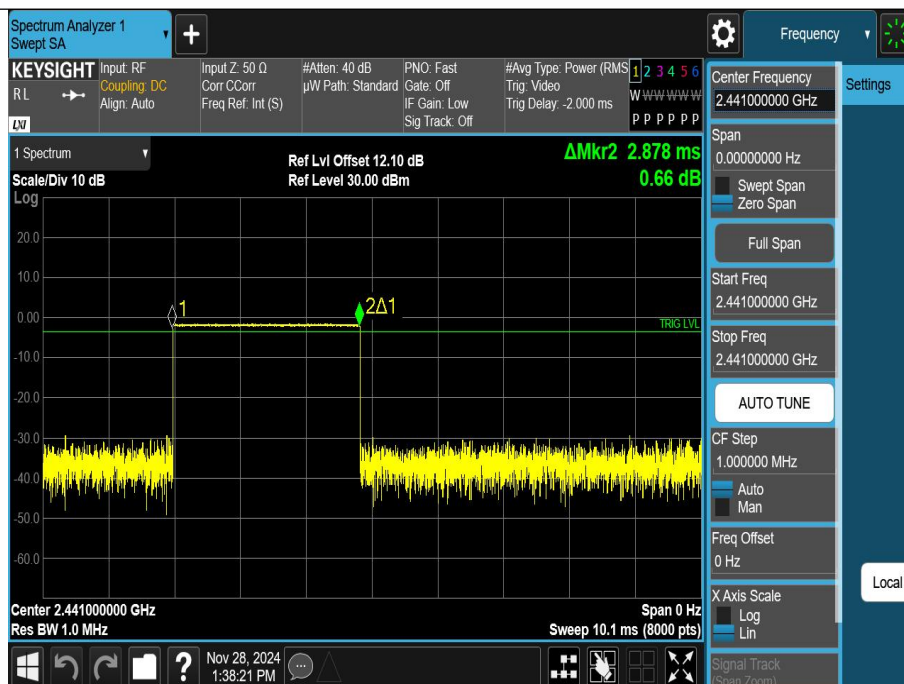 Spectrum Analyzer 1
Swept SA
Frequency
KEYSIGHT
R L
LXI
Input: RF
Coupling: DC
Align: Auto
Input Z: 50 Ω
Corr CCorr
Freq Ref: Int (S)
#Atten: 40 dB
µW Path: Standard
PNO: Fast
Gate: Off
IF Gain: Low
Sig Track: Off
#Avg Type: Power (RMS
Trig: Video
Trig Delay: -2.000 ms
1 2 3 4 5 6
W W W W W W
P P P P P P
Center Frequency
2.441000000 GHz
Settings
1 Spectrum
Scale/Div 10 dB
Log
Ref Lvl Offset 12.10 dB
Ref Level 30.00 dBm
ΔMkr2 2.878 ms
0.66 dB
Span
0.00000000 Hz
Swept Span
Zero Span
Full Span
Start Freq
2.441000000 GHz
Stop Freq
2.441000000 GHz
AUTO TUNE
CF Step
1.000000 MHz
Auto
Man
Freq Offset
0 Hz
X Axis Scale
Log
Lin
Signal Track
(Span Zoom)
Local
20.0
10.0
0.00
-10.0
-20.0
-30.0
-40.0
-50.0
-60.0
1
2Δ1
TRIG LVL
Center 2.441000000 GHz
Res BW 1.0 MHz
Span 0 Hz
Sweep 10.1 ms (8000 pts)
?
Nov 28, 2024
1:38:21 PM